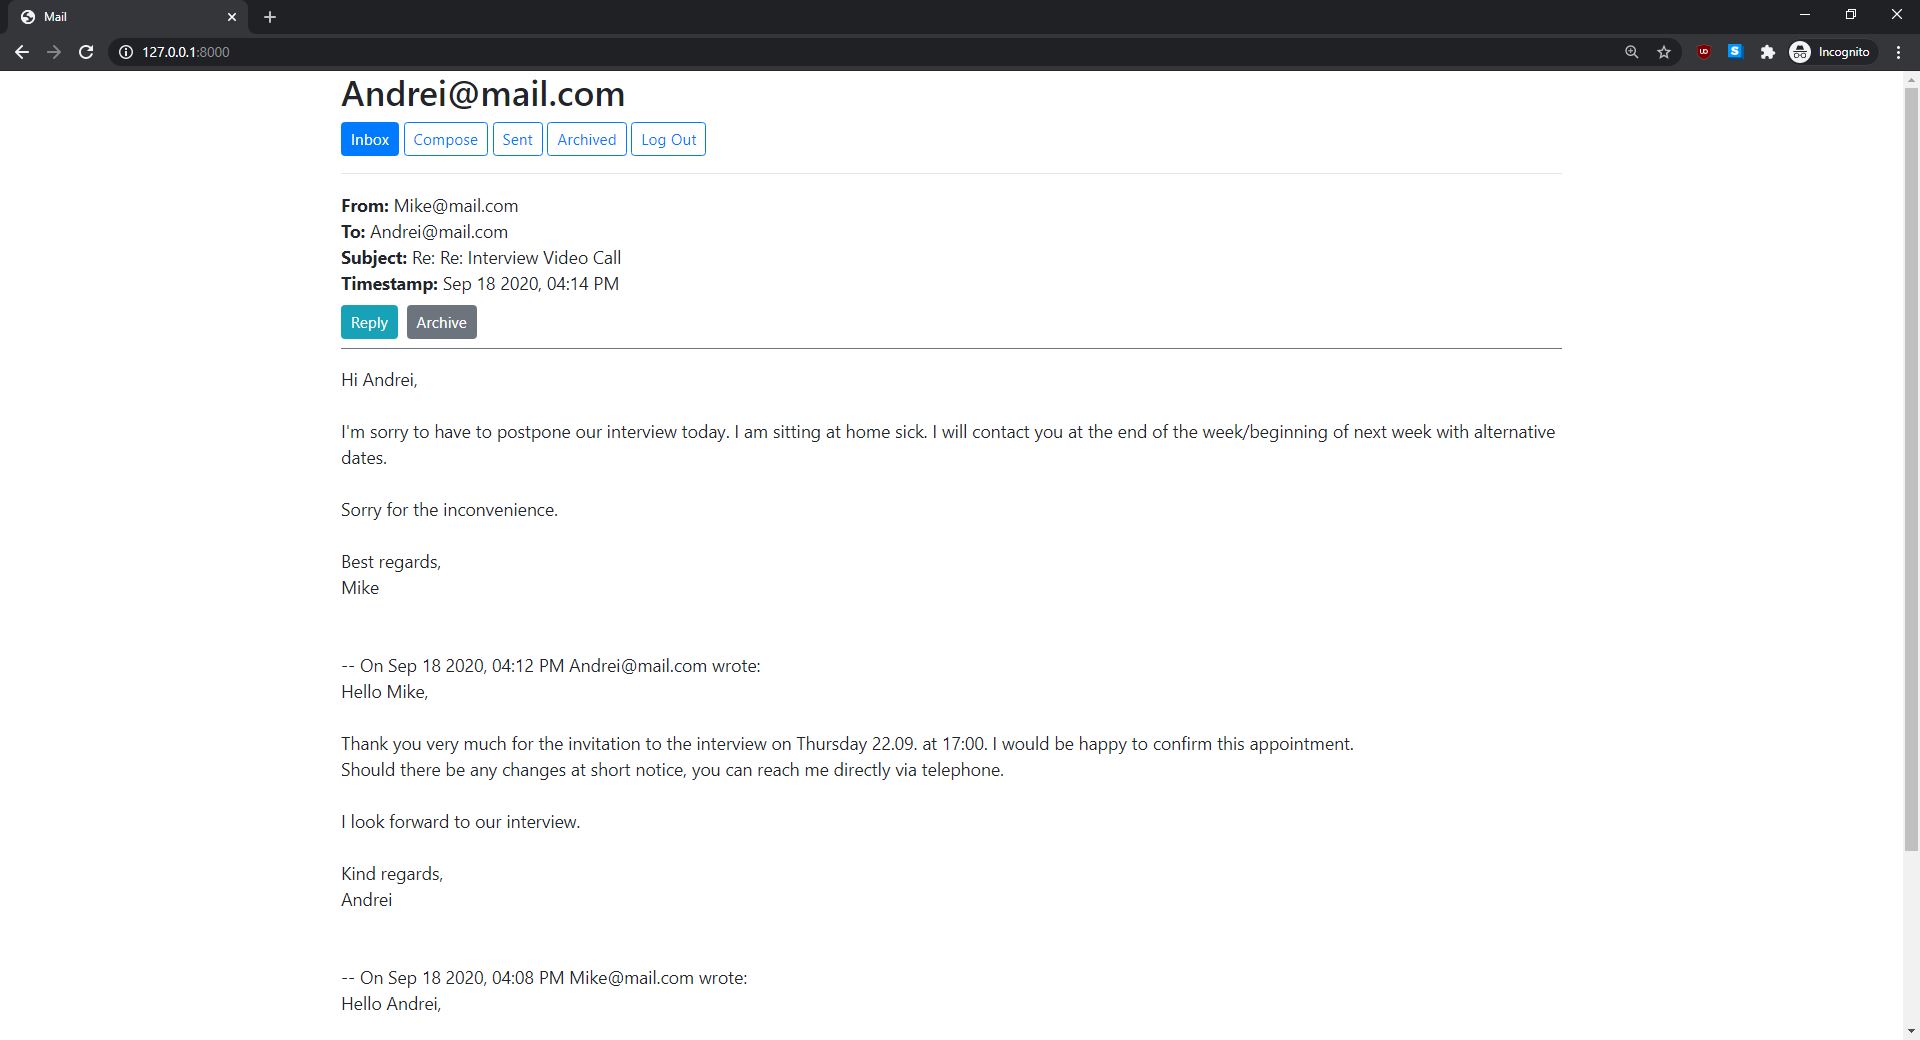 Mail
127.0.0.1:8000
Incognito
Andrei@mail.com
Inbox Compose Sent Archived Log Out
From: Mike@mail.com
To: Andrei@mail.com
Subject: Re: Re: Interview Video Call
Timestamp: Sep 18 2020, 04:14 PM
Reply Archive
Hi Andrei,
I'm sorry to have to postpone our interview today. I am sitting at home sick. I will contact you at the end of the week/beginning of next week with alternative
dates.
Sorry for the inconvenience.
Best regards,
Mike
-- On Sep 18 2020, 04:12 PM Andrei@mail.com wrote:
Hello Mike,
Thank you very much for the invitation to the interview on Thursday 22.09. at 17:00. I would be happy to confirm this appointment.
Should there be any changes at short notice, you can reach me directly via telephone.
I look forward to our interview.
Kind regards,
Andrei
-- On Sep 18 2020, 04:08 PM Mike@mail.com wrote:
Hello Andrei,